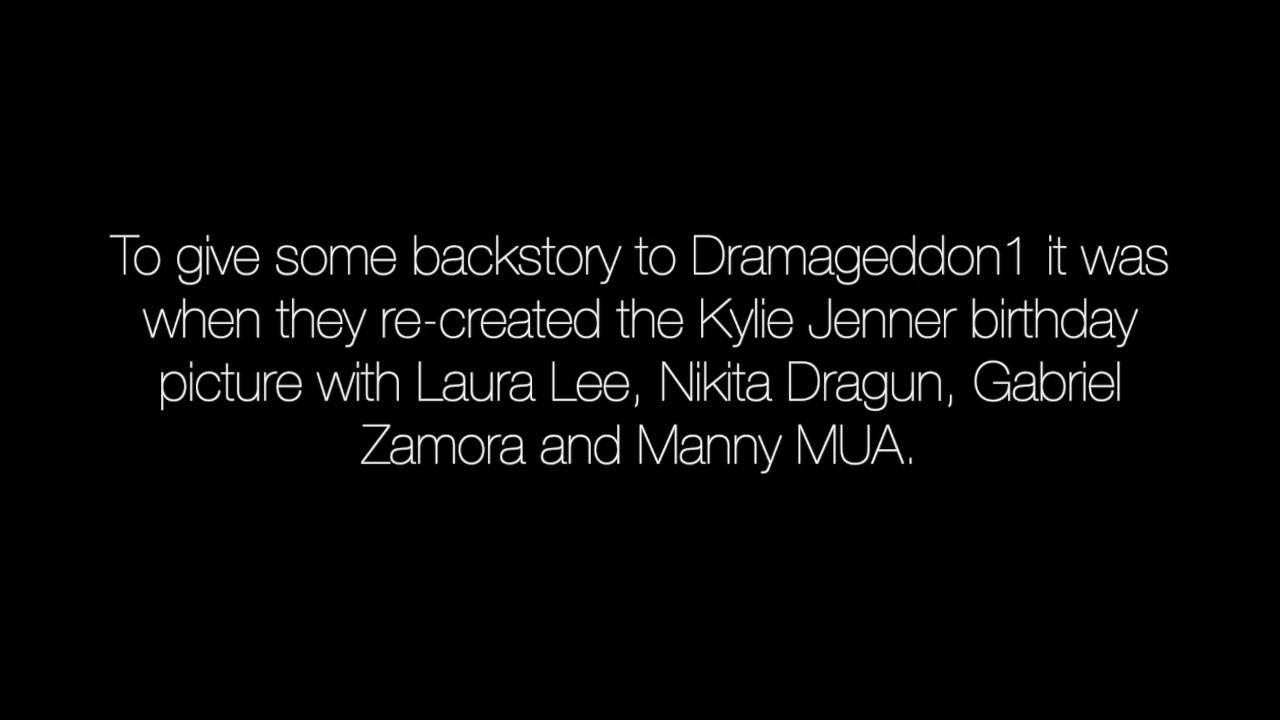 To give some backstory to Dramageddon1 it was
when they re-created the Kylie Jenner birthday
picture with Laura Lee, Nikita Dragun, Gabriel
Zamora and Manny MUA.